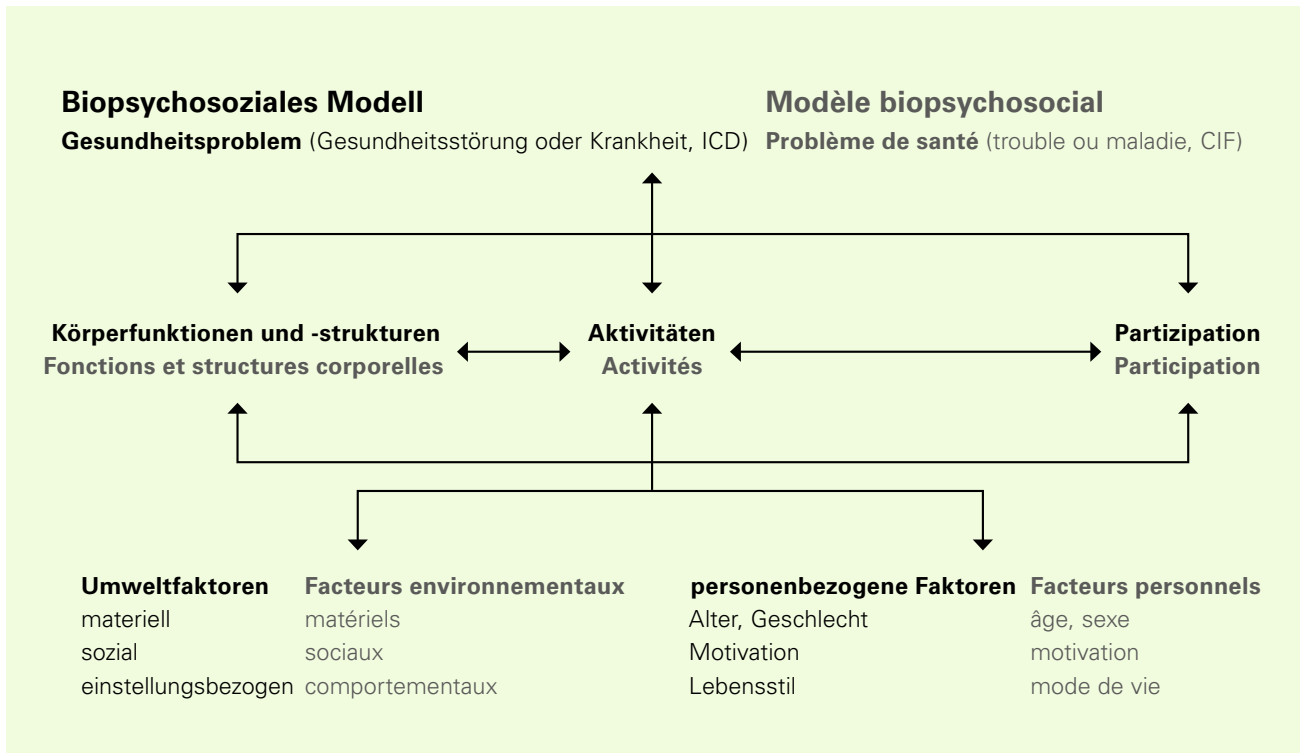 Biopsychosoziales Modell
Gesundheitsproblem (Gesundheitsstörung oder Krankheit, ICD)
Modèle biopsychosocial
Problème de santé (trouble ou maladie, CIF)
Körperfunktionen und -strukturen
Fonctions et structures corporelles
Aktivitäten
Activités
Partizipation
Participation
Umweltfaktoren
materiell
sozial
einstellungsbezogen
Facteurs environnementaux
matériels
sociaux
comportementaux
personenbezogene Faktoren
Alter, Geschlecht
Motivation
Lebensstil
Facteurs personnels
âge, sexe
motivation
mode de vie